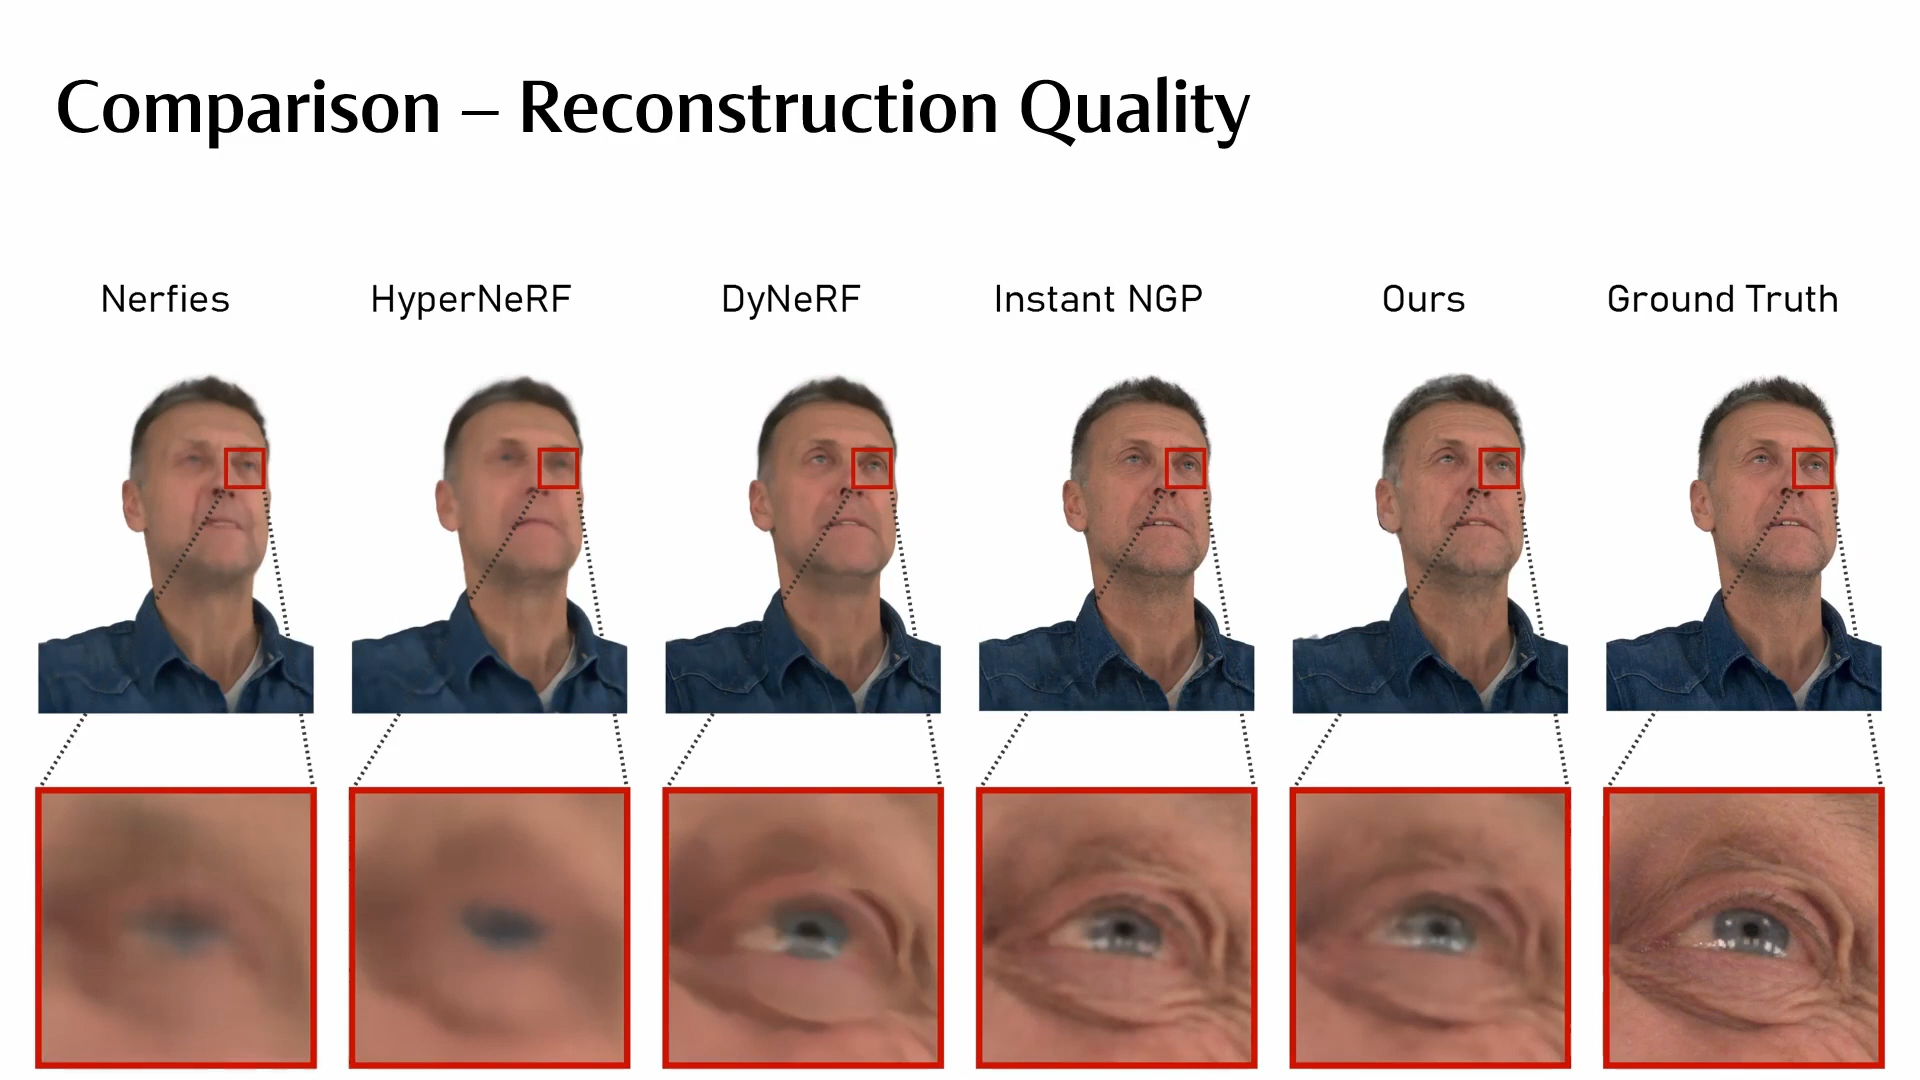 Comparison – Reconstruction Quality
Nerfies HyperNeRF DyNeRF Instant NGP Ours Ground Truth